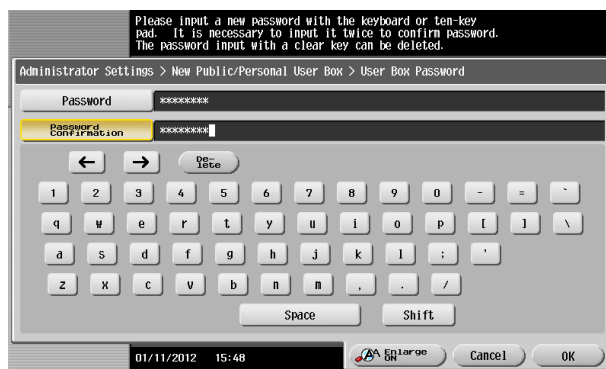 Please input a new password with the keyboard or ten-key
pad. It is necessary to input it twice to confirm password.
The password input with a clear key can be deleted.
Administrator Settings > New Public/Personal User Box > User Box Password
Password ********
Password Confirmation ********
← → De-lete
1 2 3 4 5 6 7 8 9 0 - = `
q w e r t y u i o p [ ] \
a s d f g h j k l ; '
z x c v b n m , . /
Space Shift
01/11/2012 15:48 AA Enlarge ON Cancel OK